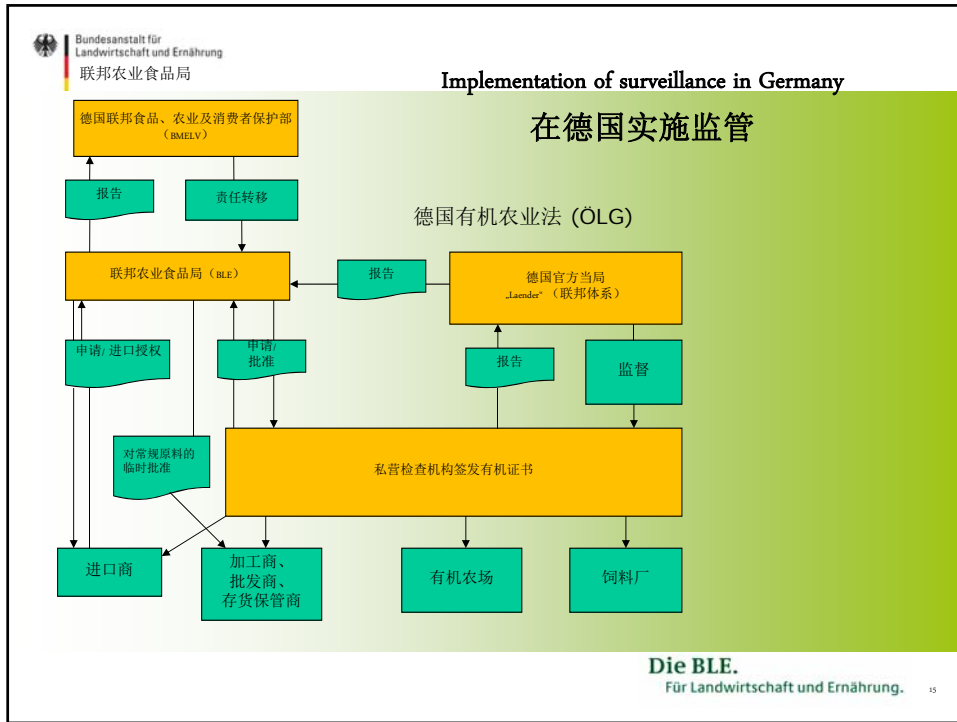 Bundesanstalt für
Landwirtschaft und Ernährung
联邦农业食品局
Implementation of surveillance in Germany
在德国实施监管
德国联邦食品、农业及消费者保护部
（BMELV）
报告
责任转移
德国有机农业法 (ÖLG)
联邦农业食品局（BLE）
报告
德国官方当局
„Laender“ （联邦体系）
申请/ 进口授权
申请/
批准
报告
监督
对常规原料的
临时批准
私营检查机构签发有机证书
进口商
加工商、
批发商、
存货保管商
有机农场
饲料厂
Die BLE.
Für Landwirtschaft und Ernährung.
15